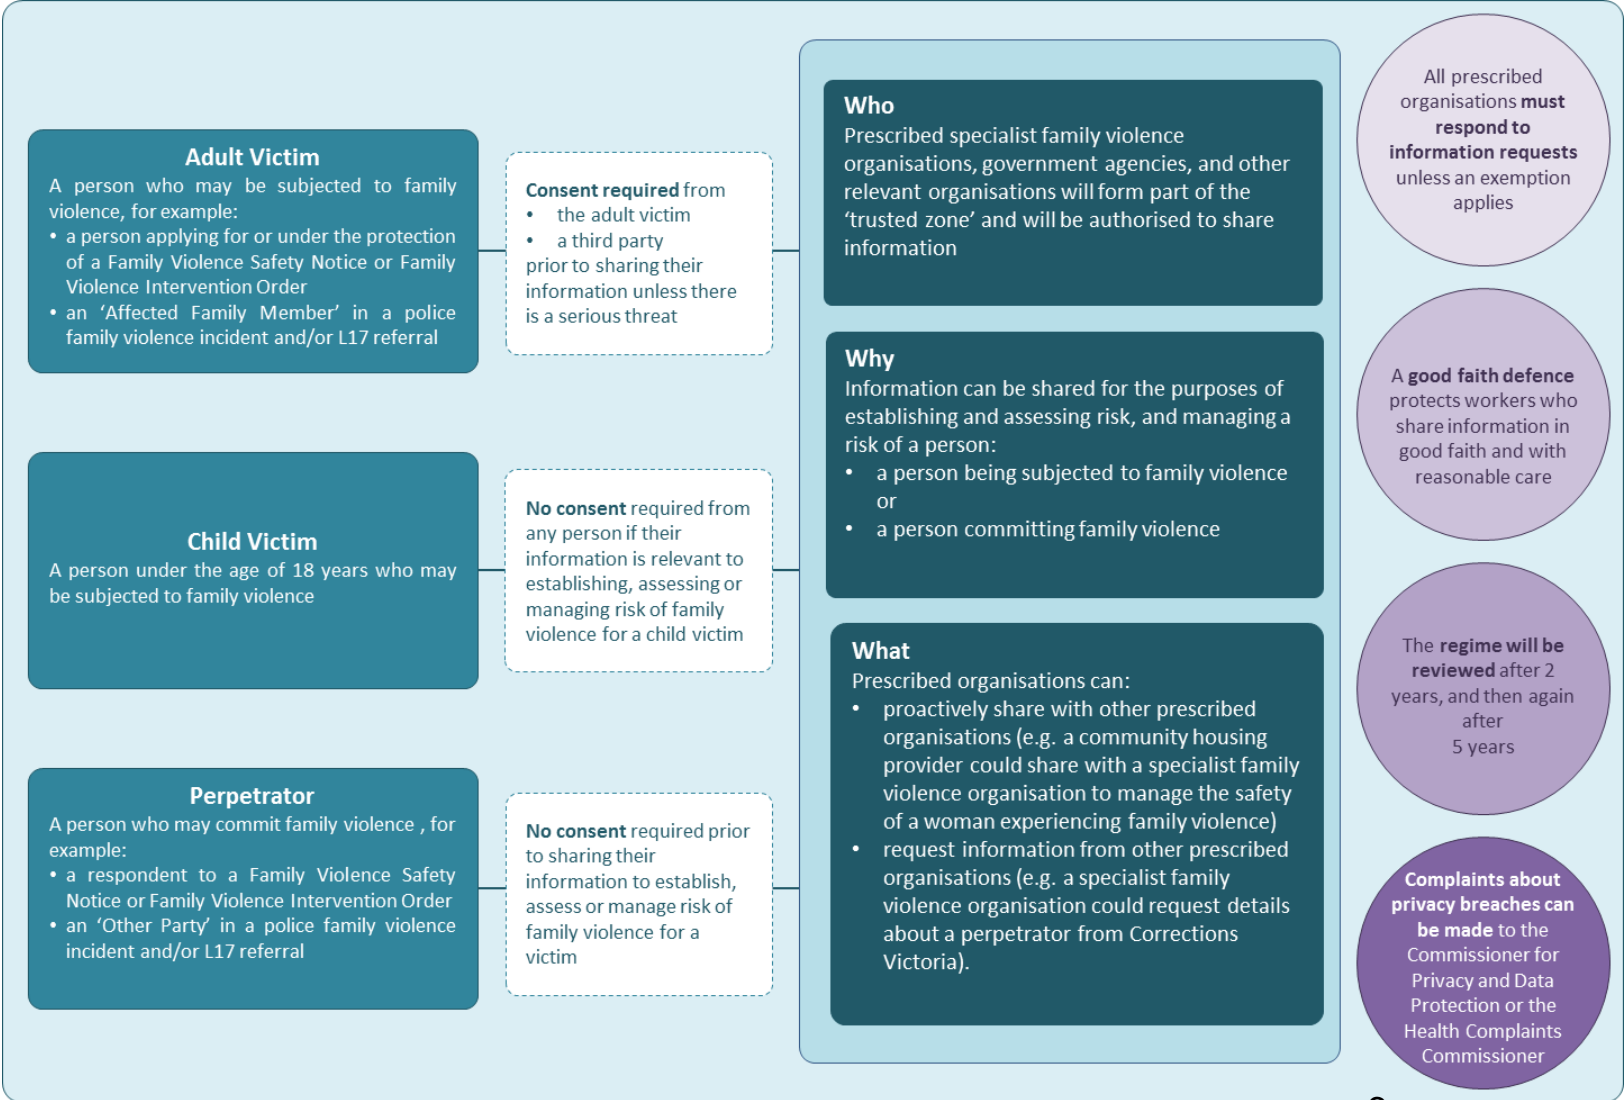 Adult Victim
A person who may be subjected to family
violence, for example:
• a person applying for or under the protection
of a Family Violence Safety Notice or Family
Violence Intervention Order
• an ‘Affected Family Member’ in a police
family violence incident and/or L17 referral
Consent required from
• the adult victim
• a third party
prior to sharing their
information unless there
is a serious threat
Child Victim
A person under the age of 18 years who may
be subjected to family violence
No consent required from
any person if their
information is relevant to
establishing, assessing or
managing risk of family
violence for a child victim
Perpetrator
A person who may commit family violence , for
example:
• a respondent to a Family Violence Safety
Notice or Family Violence Intervention Order
• an ‘Other Party’ in a police family violence
incident and/or L17 referral
No consent required prior
to sharing their
information to establish,
assess or manage risk of
family violence for a
victim
Who
Prescribed specialist family violence
organisations, government agencies, and other
relevant organisations will form part of the
‘trusted zone’ and will be authorised to share
information
Why
Information can be shared for the purposes of
establishing and assessing risk, and managing a
risk of a person:
• a person being subjected to family violence
or
• a person committing family violence
What
Prescribed organisations can:
• proactively share with other prescribed
organisations (e.g. a community housing
provider could share with a specialist family
violence organisation to manage the safety
of a woman experiencing family violence)
• request information from other prescribed
organisations (e.g. a specialist family
violence organisation could request details
about a perpetrator from Corrections
Victoria).
All prescribed
organisations must
respond to
information requests
unless an exemption
applies
A good faith defence
protects workers who
share information in
good faith and with
reasonable care
The regime will be
reviewed after 2
years, and then again
after
5 years
Complaints about
privacy breaches can
be made to the
Commissioner for
Privacy and Data
Protection or the
Health Complaints
Commissioner